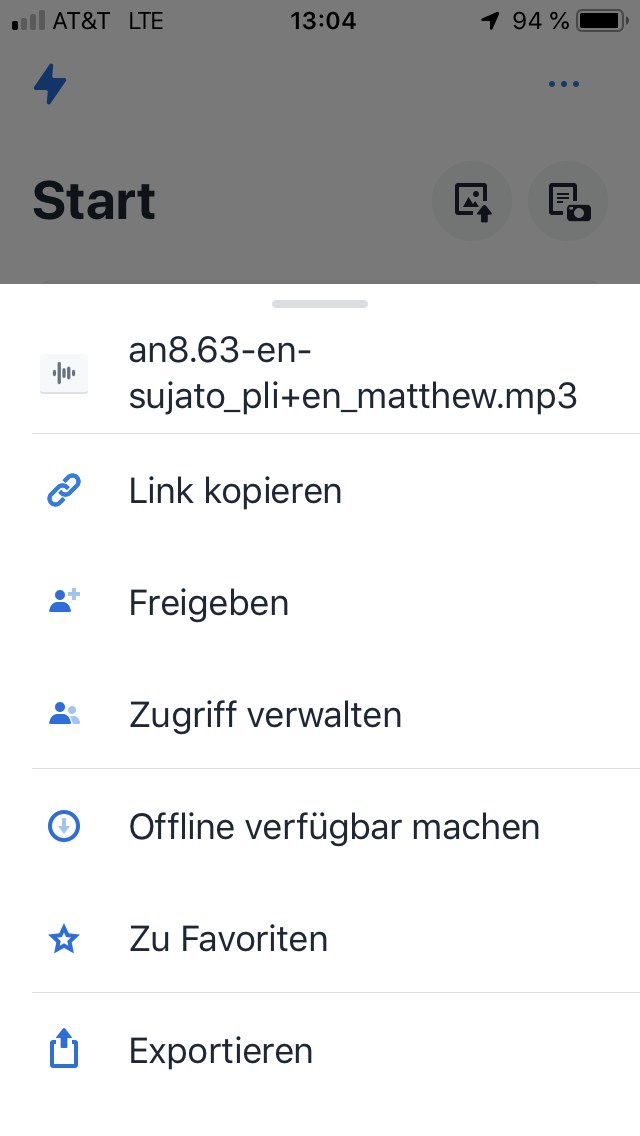 AT&T LTE 13:04 94 %
Start
an8.63-en-
sujato_pli+en_matthew.mp3
Link kopieren
Freigeben
Zugriff verwalten
Offline verfügbar machen
Zu Favoriten
Exportieren